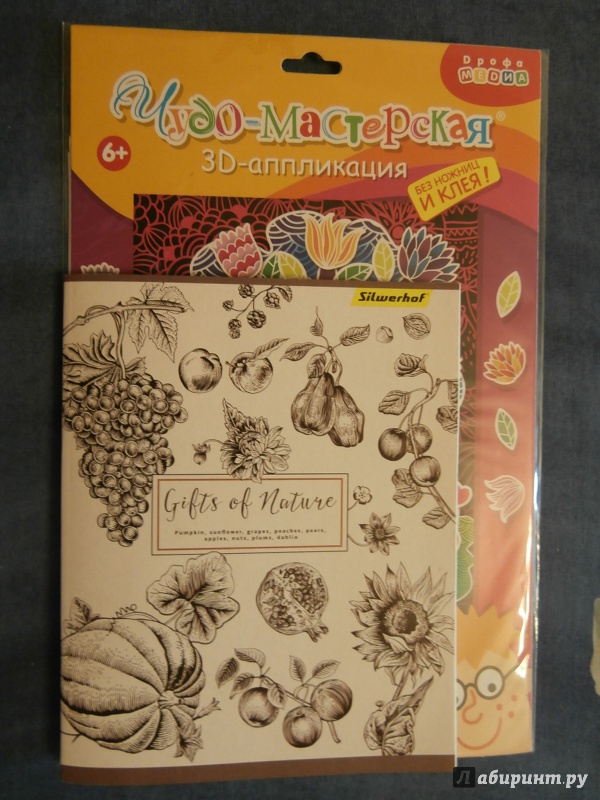 Дрофа
МЕДИА
Чудо-Мастерская®
3D-аппликация
6+
БЕЗ НОЖНИЦ
И КЛЕЯ!
Silwerhof
Gifts of Nature
Pumpkin, sunflower, grapes, peaches, pears,
apples, nuts, plums, dahlia
Лабиринт.ру